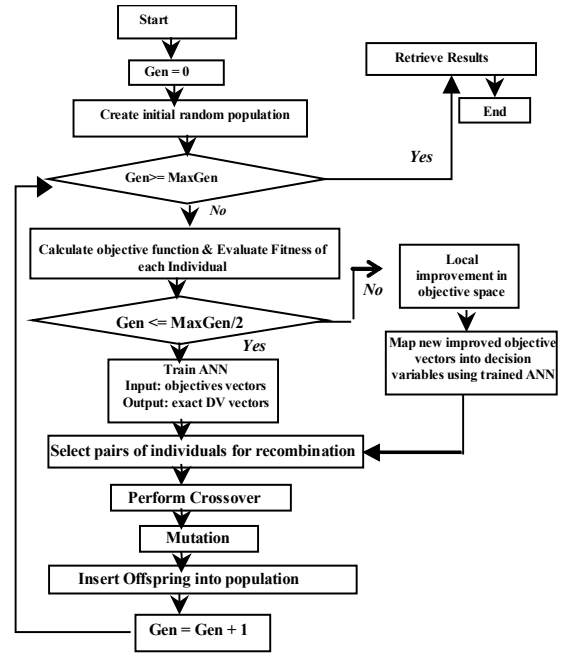 Start
Gen = 0
Create initial random population
Gen>= MaxGen
Yes
Retrieve Results
End
No
Calculate objective function & Evaluate Fitness of
each Individual
Gen <= MaxGen/2
No
Local
improvement in
objective space
Map new improved objective
vectors into decision
variables using trained ANN
Yes
Train ANN
Input: objectives vectors
Output: exact DV vectors
Select pairs of individuals for recombination
Perform Crossover
Mutation
Insert Offspring into population
Gen = Gen + 1